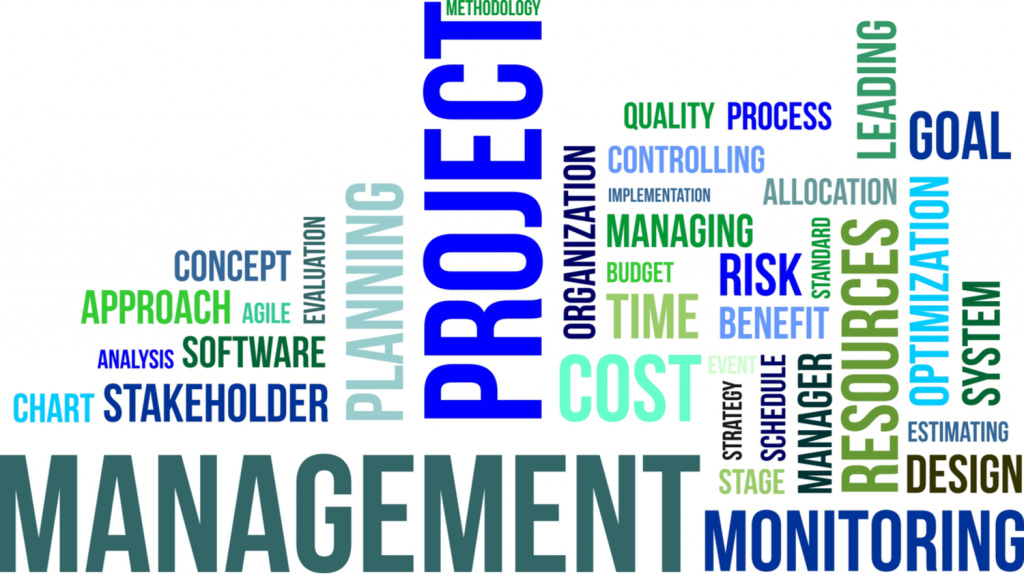 METHODOLOGY
PROJECT
LEADING
QUALITY
PROCESS
GOAL
CONTROLLING
ORGANIZATION
IMPLEMENTATION
ALLOCATION
PLANNING
MANAGING
EVALUATION
CONCEPT
STANDARD
OPTIMIZATION
RESOURCES
BUDGET
RISK
APPROACH
AGILE
TIME
BENEFIT
SYSTEM
ANALYSIS
SOFTWARE
COST
EVENT
CHART
STAKEHOLDER
STRATEGY
SCHEDULE
MANAGER
ESTIMATING
STAGE
DESIGN
MANAGEMENT
MONITORING